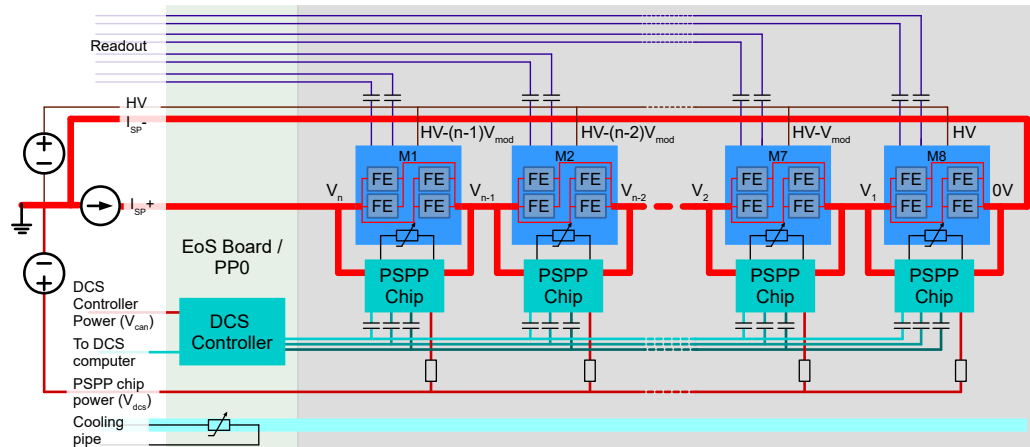 Readout
HV
I_SP-
HV-(n-1)V_mod
HV-(n-2)V_mod
HV-V_mod
HV
M1
M2
M7
M8
FE FE
FE FE
FE FE
FE FE
FE FE
FE FE
FE FE
FE FE
V_n
V_n-1
V_n-2
V_2
V_1
0V
I_SP+
EoS Board /
PP0
PSPP
Chip
PSPP
Chip
PSPP
Chip
PSPP
Chip
DCS
Controller
Power (V_can)
DCS
Controller
To DCS
computer
PSPP chip
power (V_dcs)
Cooling
pipe